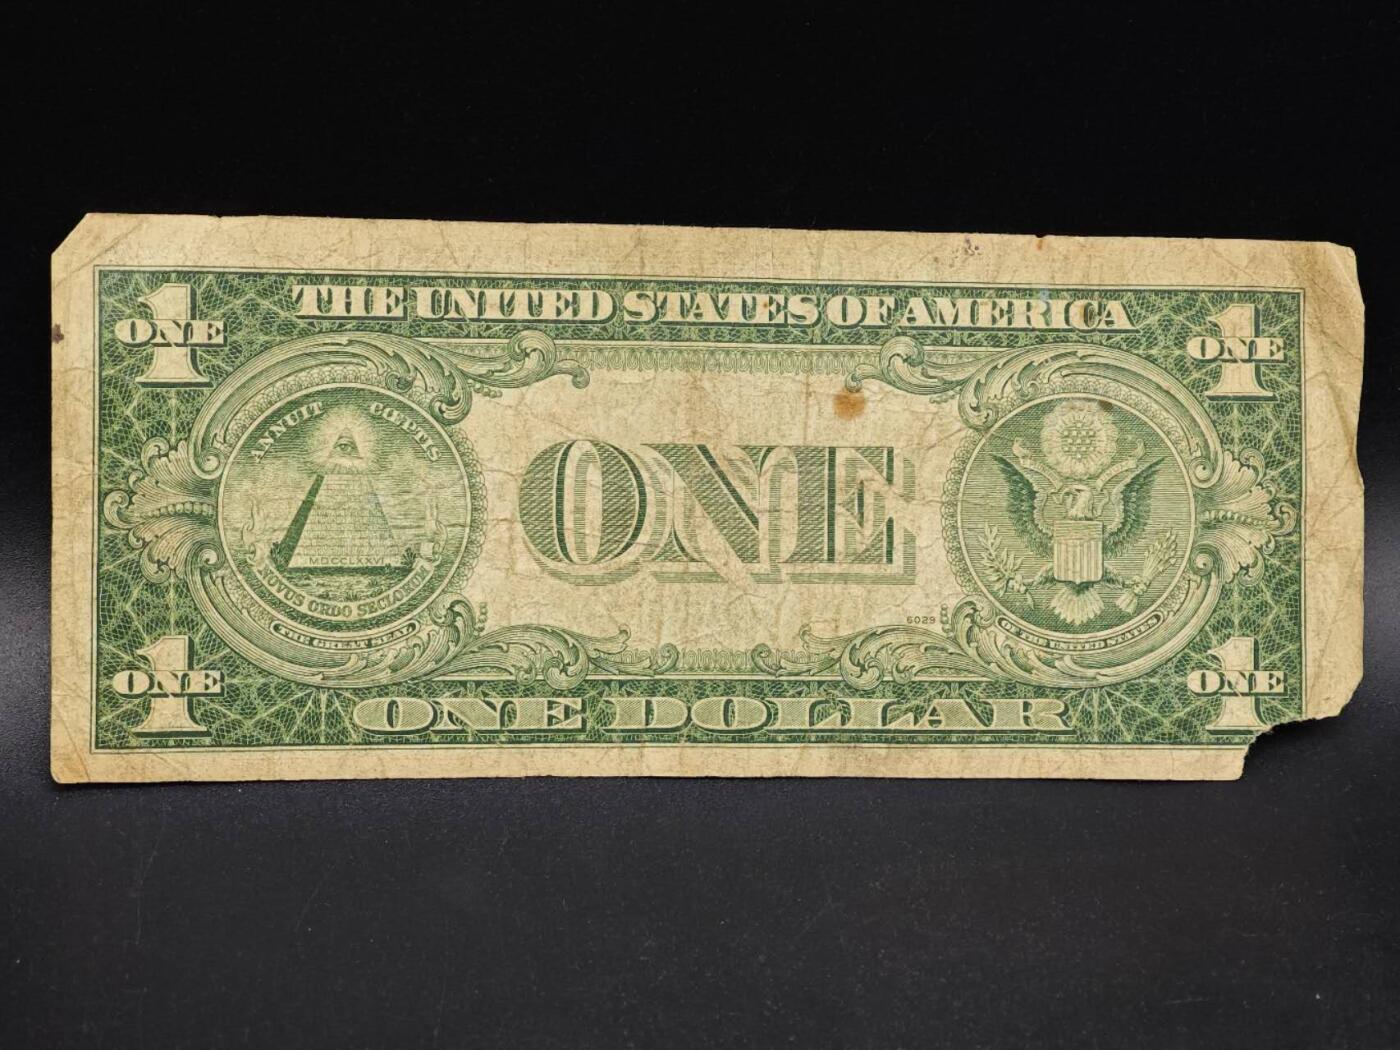 1 ONE
THE UNITED STATES OF AMERICA
1 ONE
ANNUIT CŒPTIS
MDCCLXXVI
NOVUS ORDO SECLORUM
THE GREAT SEAL
ONE
6029
OF THE UNITED STATES
1 ONE
ONE DOLLAR
1 ONE